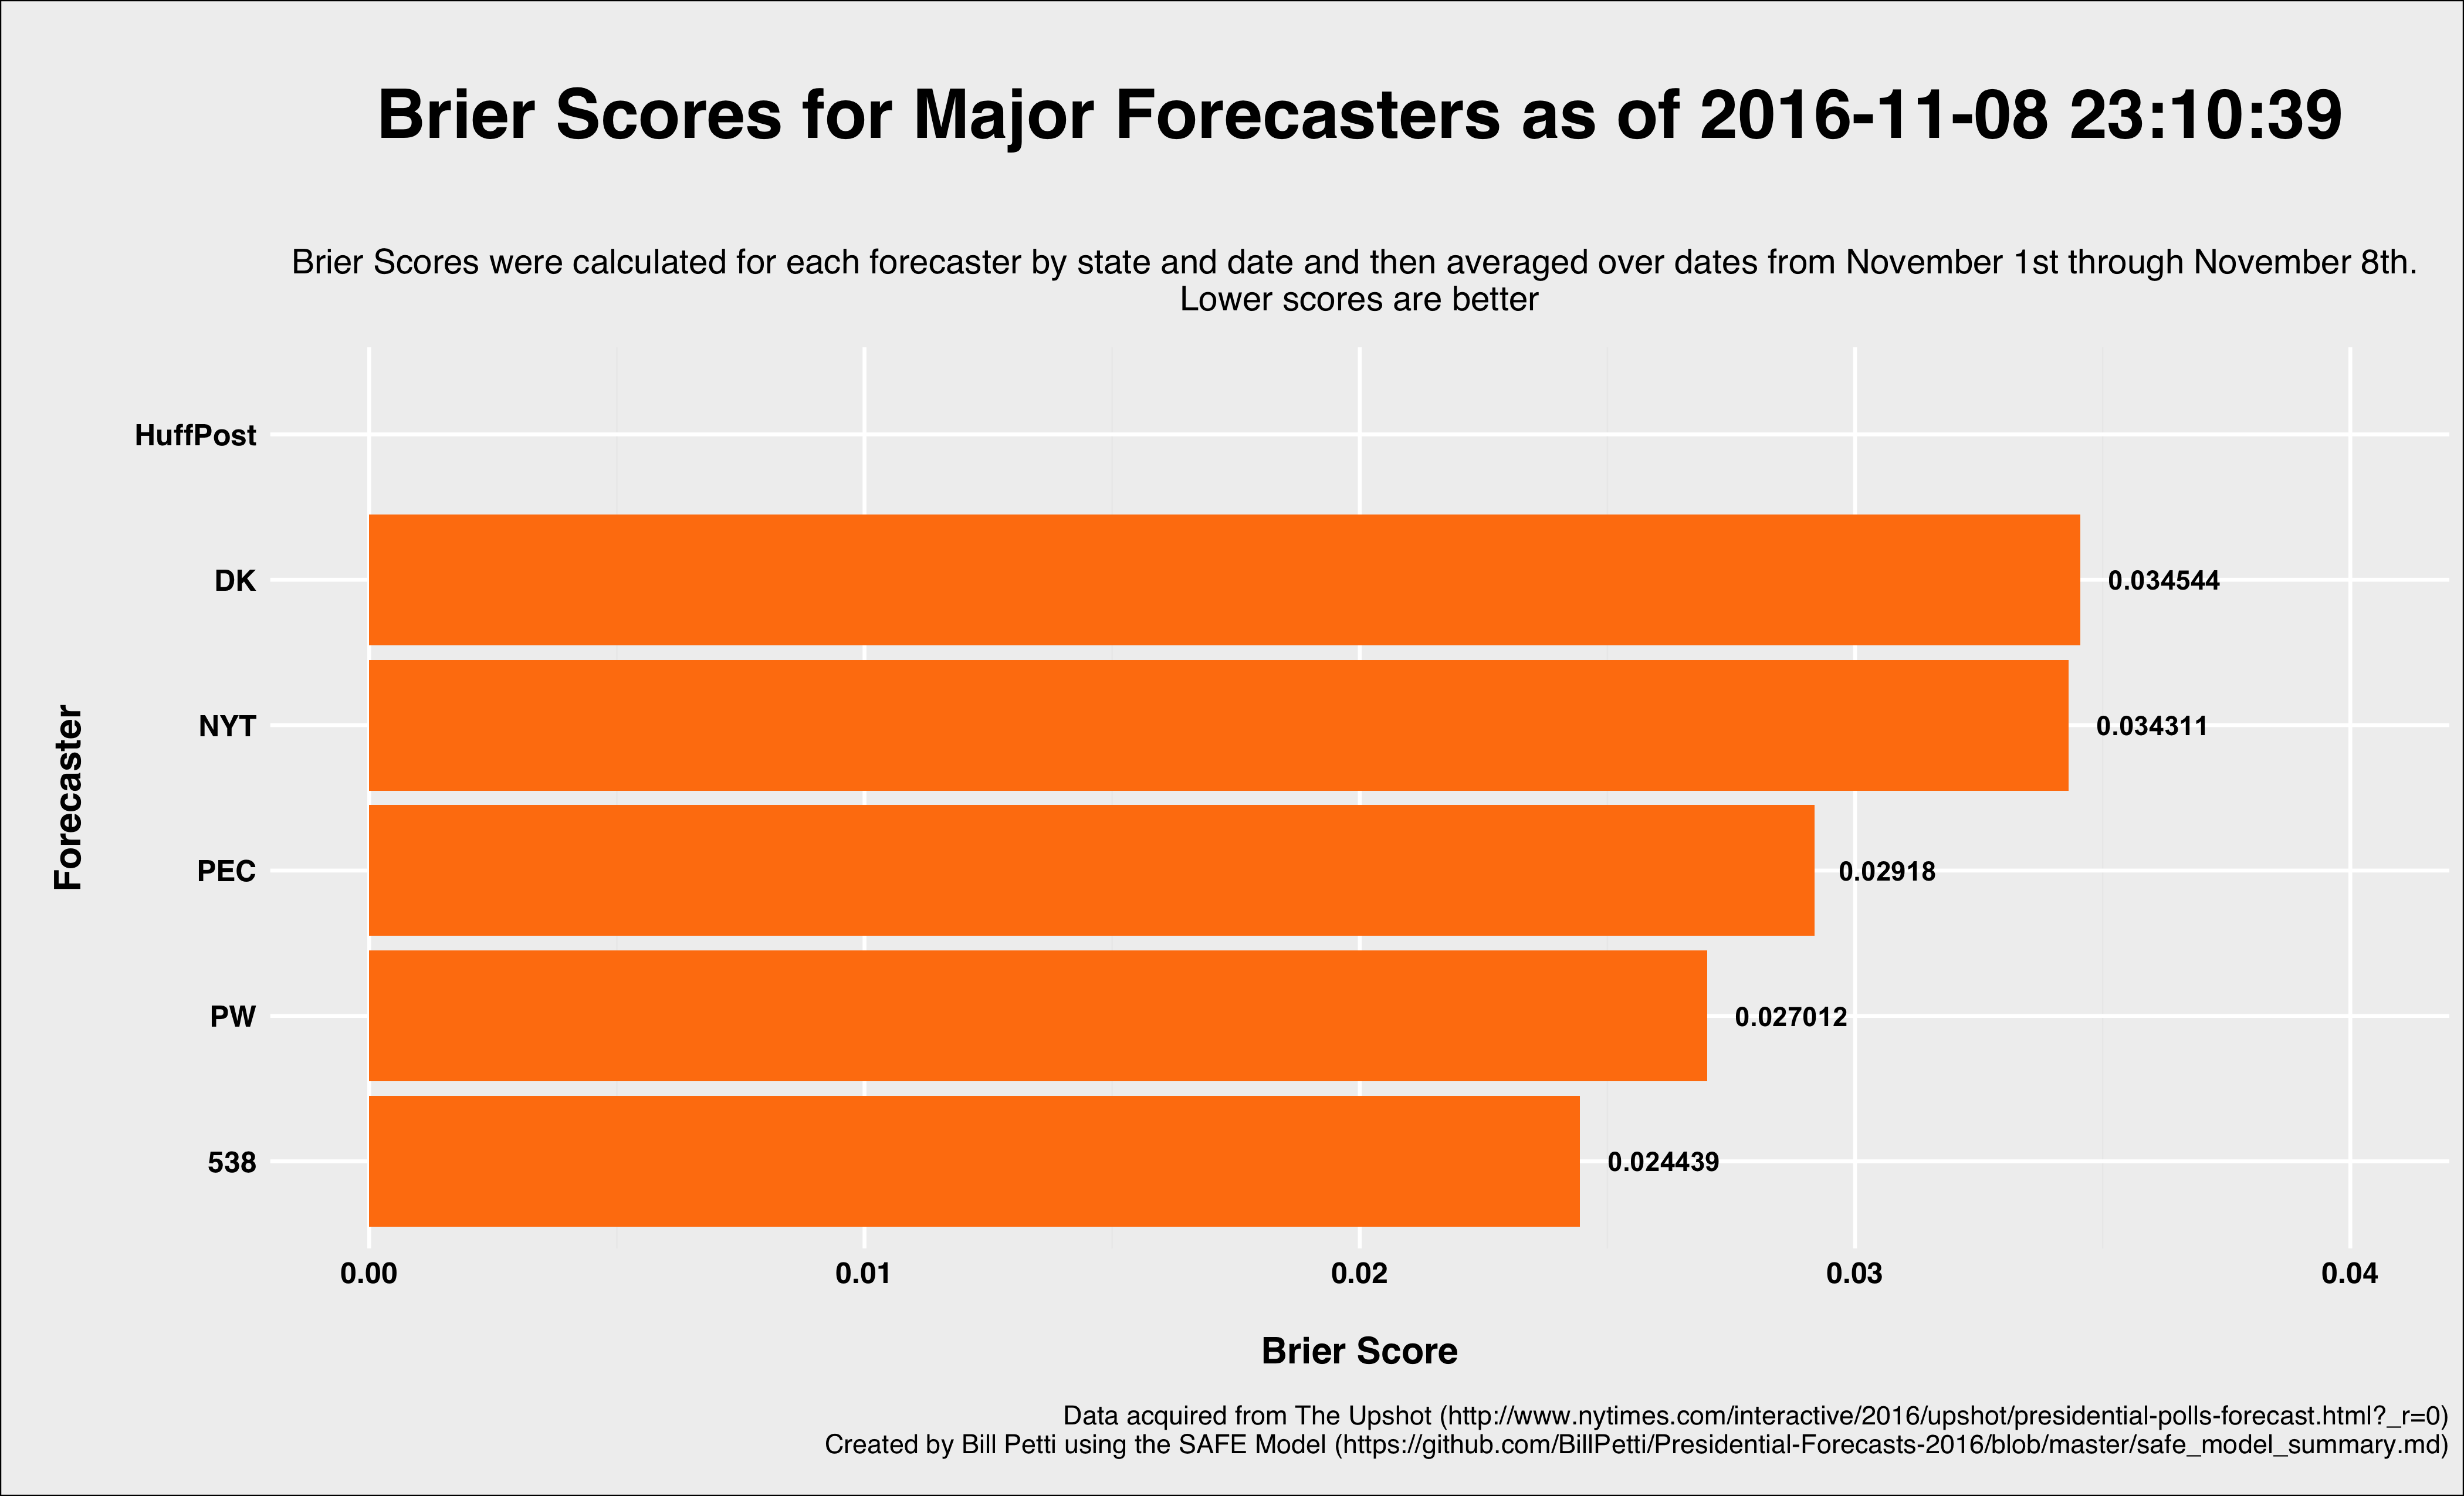 Brier Scores for Major Forecasters as of 2016-11-08 23:10:39
Brier Scores were calculated for each forecaster by state and date and then averaged over dates from November 1st through November 8th.
Lower scores are better
Forecaster
HuffPost
DK
0.034544
NYT
0.034311
PEC
0.02918
PW
0.027012
538
0.024439
0.00
0.01
0.02
0.03
0.04
Brier Score
Data acquired from The Upshot (http://www.nytimes.com/interactive/2016/upshot/presidential-polls-forecast.html?_r=0)
Created by Bill Petti using the SAFE Model (https://github.com/BillPetti/Presidential-Forecasts-2016/blob/master/safe_model_summary.md)